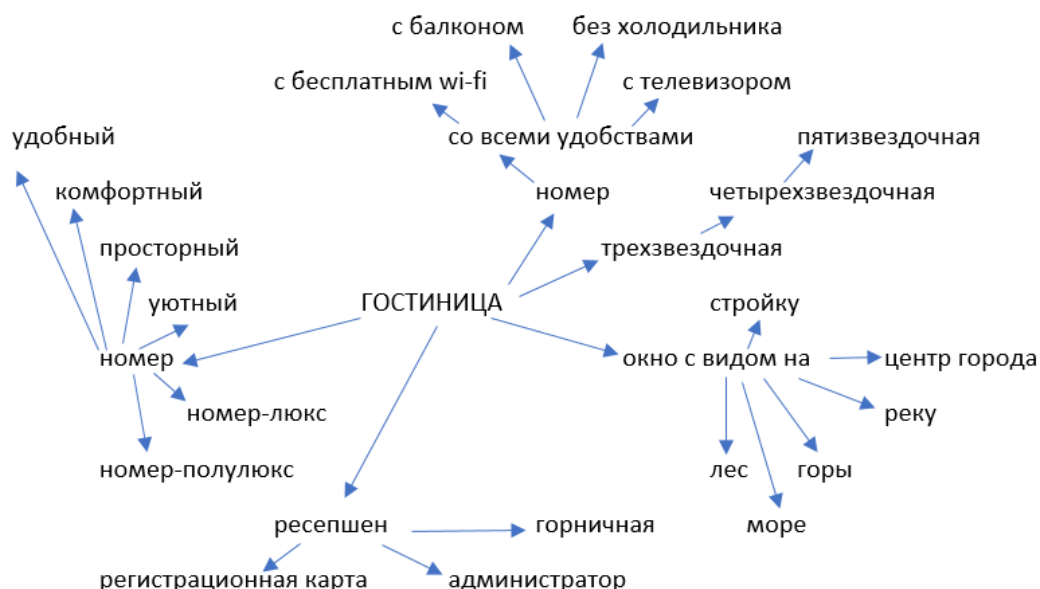 с балконом без холодильника
с бесплатным wi-fi с телевизором
удобный со всеми удобствами пятизвездочная
комфортный номер четырехзвездочная
просторный трехзвездочная
уютный ГОСТИНИЦА стройку
номер окно с видом на центр города
номер-люкс реку
номер-полулюкс лес горы
ресепшен горничная море
регистрационная карта администратор